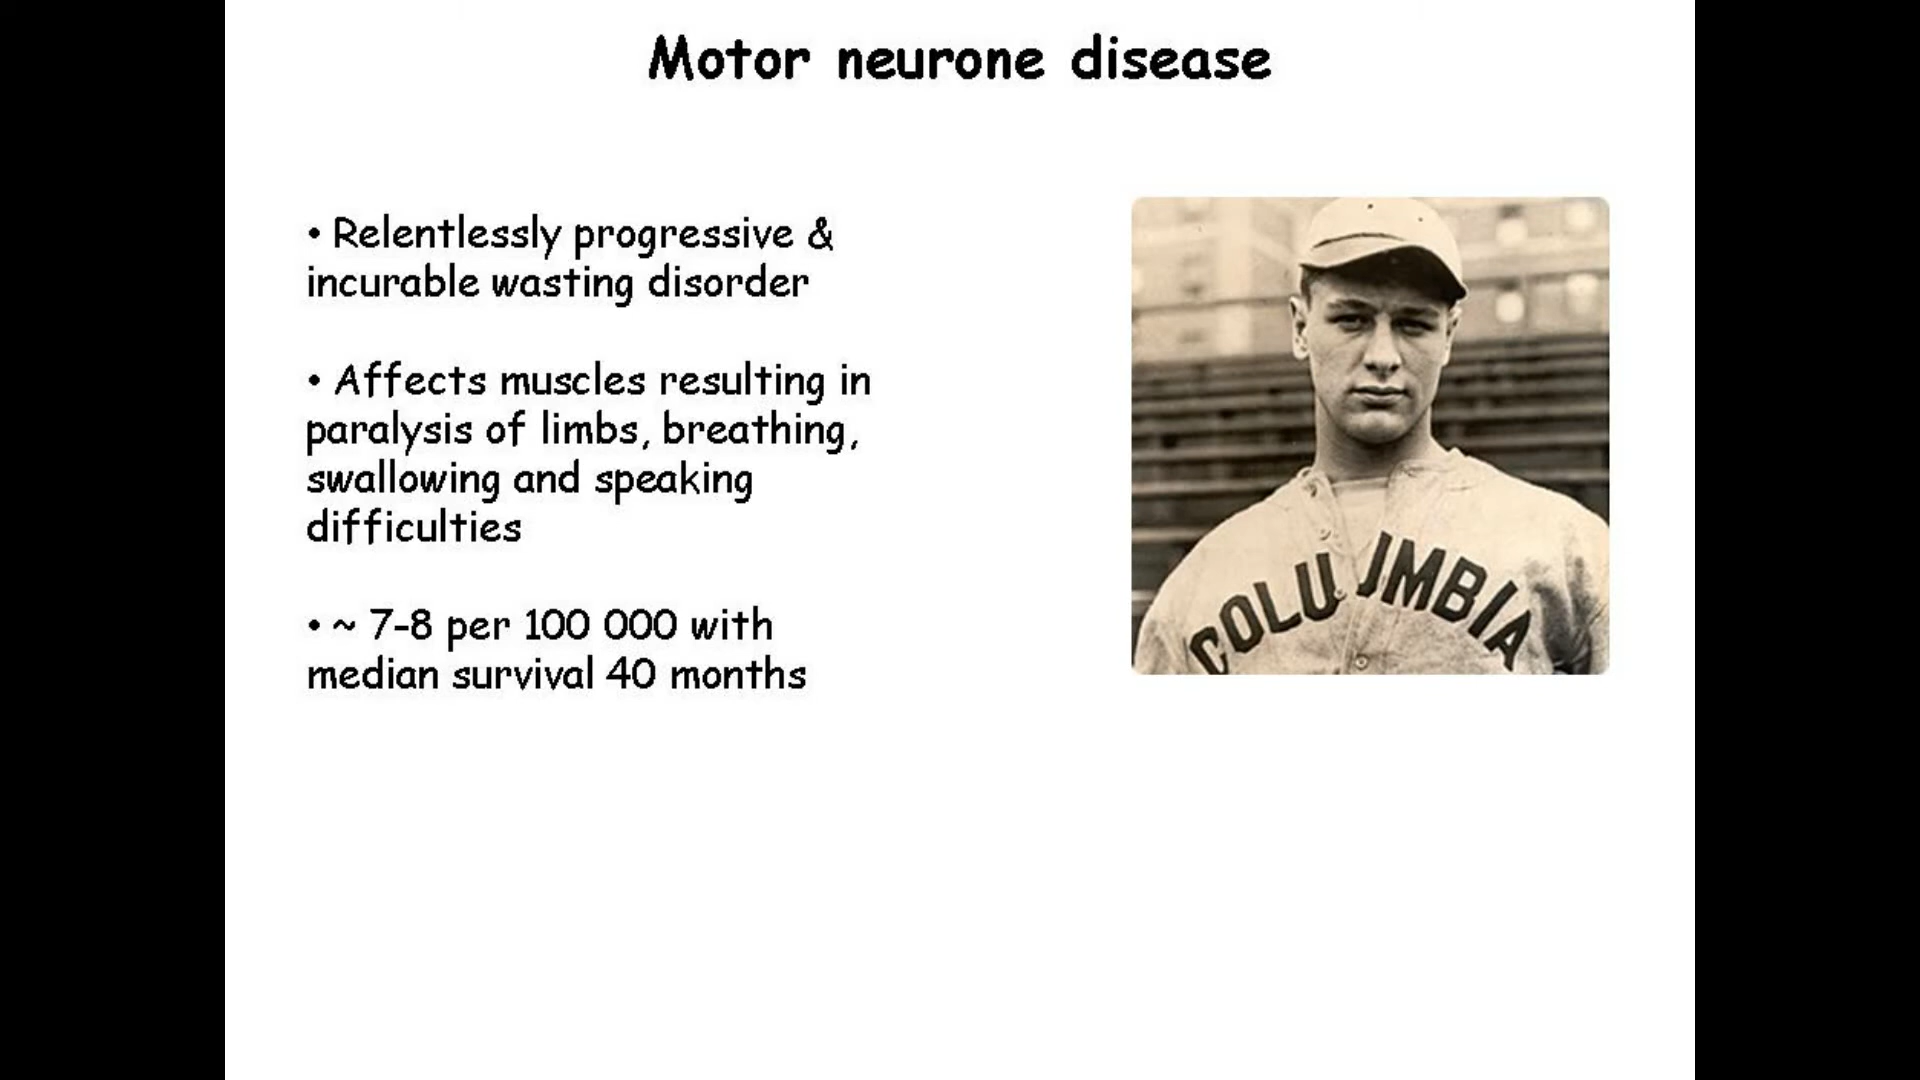 Motor neurone disease
• Relentlessly progressive &
incurable wasting disorder
• Affects muscles resulting in
paralysis of limbs, breathing,
swallowing and speaking
difficulties
• ~ 7-8 per 100 000 with
median survival 40 months
COLUMBIA